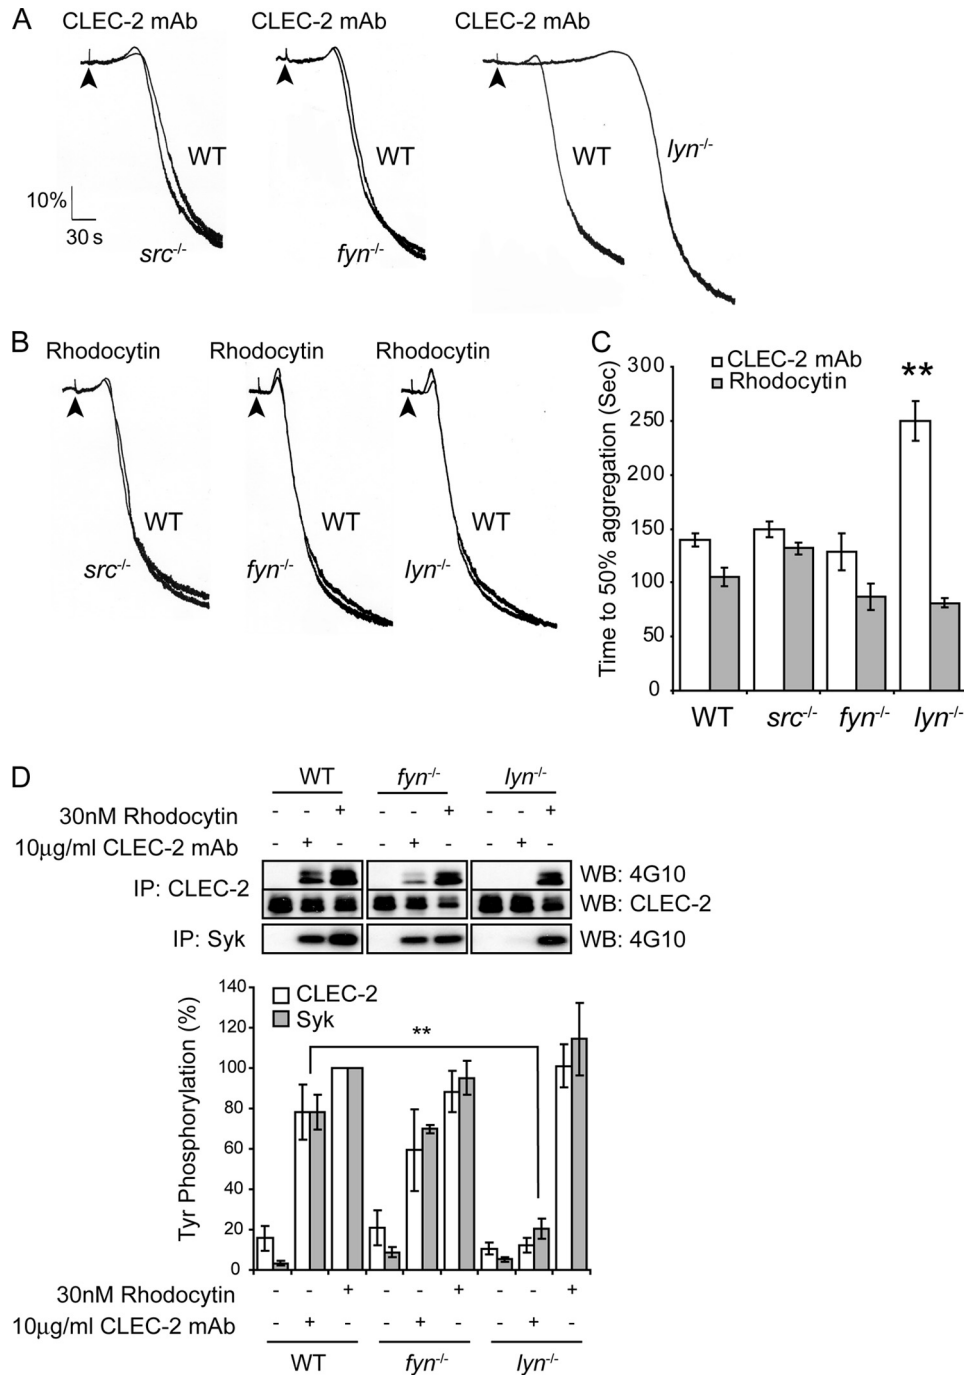 A
CLEC-2 mAb CLEC-2 mAb CLEC-2 mAb
WT WT WT lyn-/-
10%
30 s
src-/- fyn-/-
B
Rhodocytin Rhodocytin Rhodocytin
WT WT WT
src-/- fyn-/- lyn-/-
C
Time to 50% aggregation (Sec)
300
250
200
150
100
50
0
CLEC-2 mAb
Rhodocytin
**
WT src-/- fyn-/- lyn-/-
D
WT fyn-/- lyn-/-
30nM Rhodocytin - - + - - + - - +
10µg/ml CLEC-2 mAb - + - - + - - + -
IP: CLEC-2 WB: 4G10
WB: CLEC-2
IP: Syk WB: 4G10
Tyr Phosphorylation (%)
140
120
100
80
60
40
20
0
CLEC-2
Syk
**
30nM Rhodocytin - - + - - + - - +
10µg/ml CLEC-2 mAb - + - - + - - + -
WT fyn-/- lyn-/-